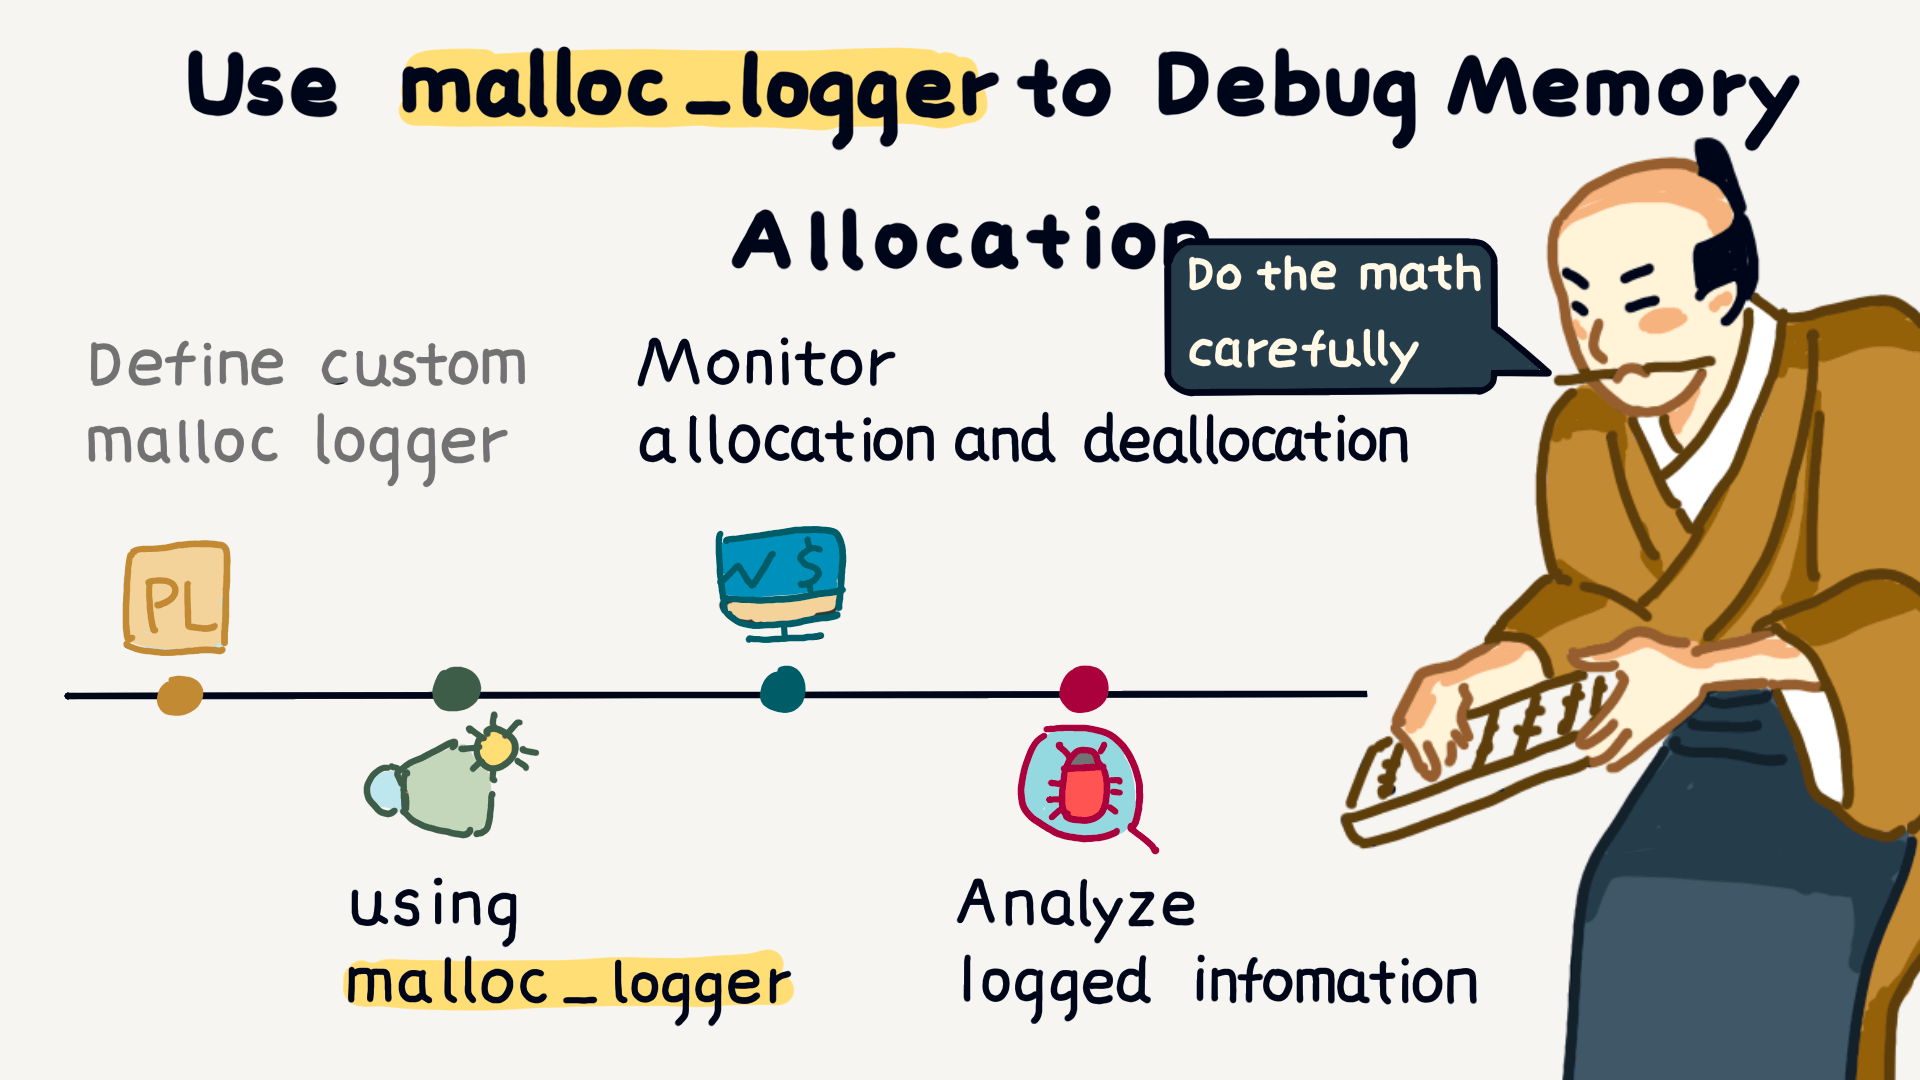 Use malloc_logger to Debug Memory
Allocation
Do the math
carefully
Define custom
malloc logger
Monitor
allocation and deallocation
PL
$
using
malloc_logger
Analyze
logged infomation